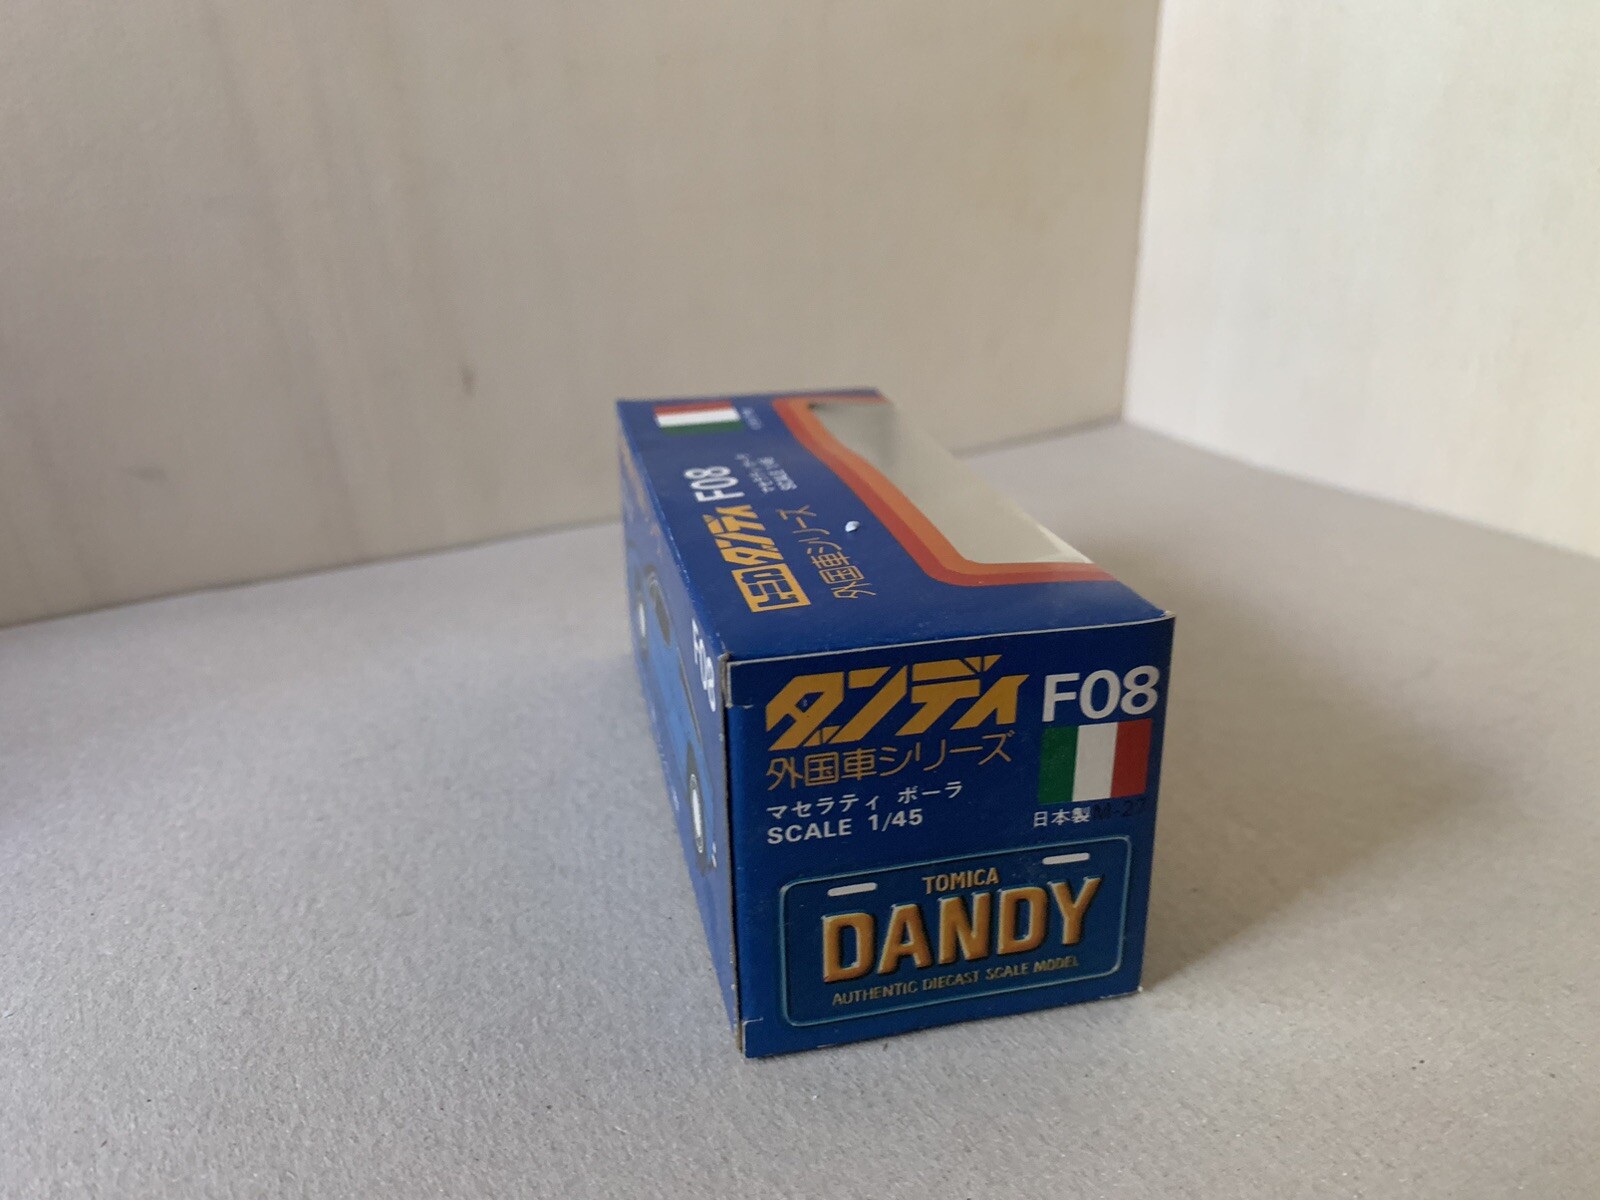 トミカダンディ F08
外国車シリーズ
F08
ダンディ F08
外国車シリーズ
マセラティ ボーラ
SCALE 1/45
日本製 M-27
TOMICA
DANDY
AUTHENTIC DIECAST SCALE MODEL